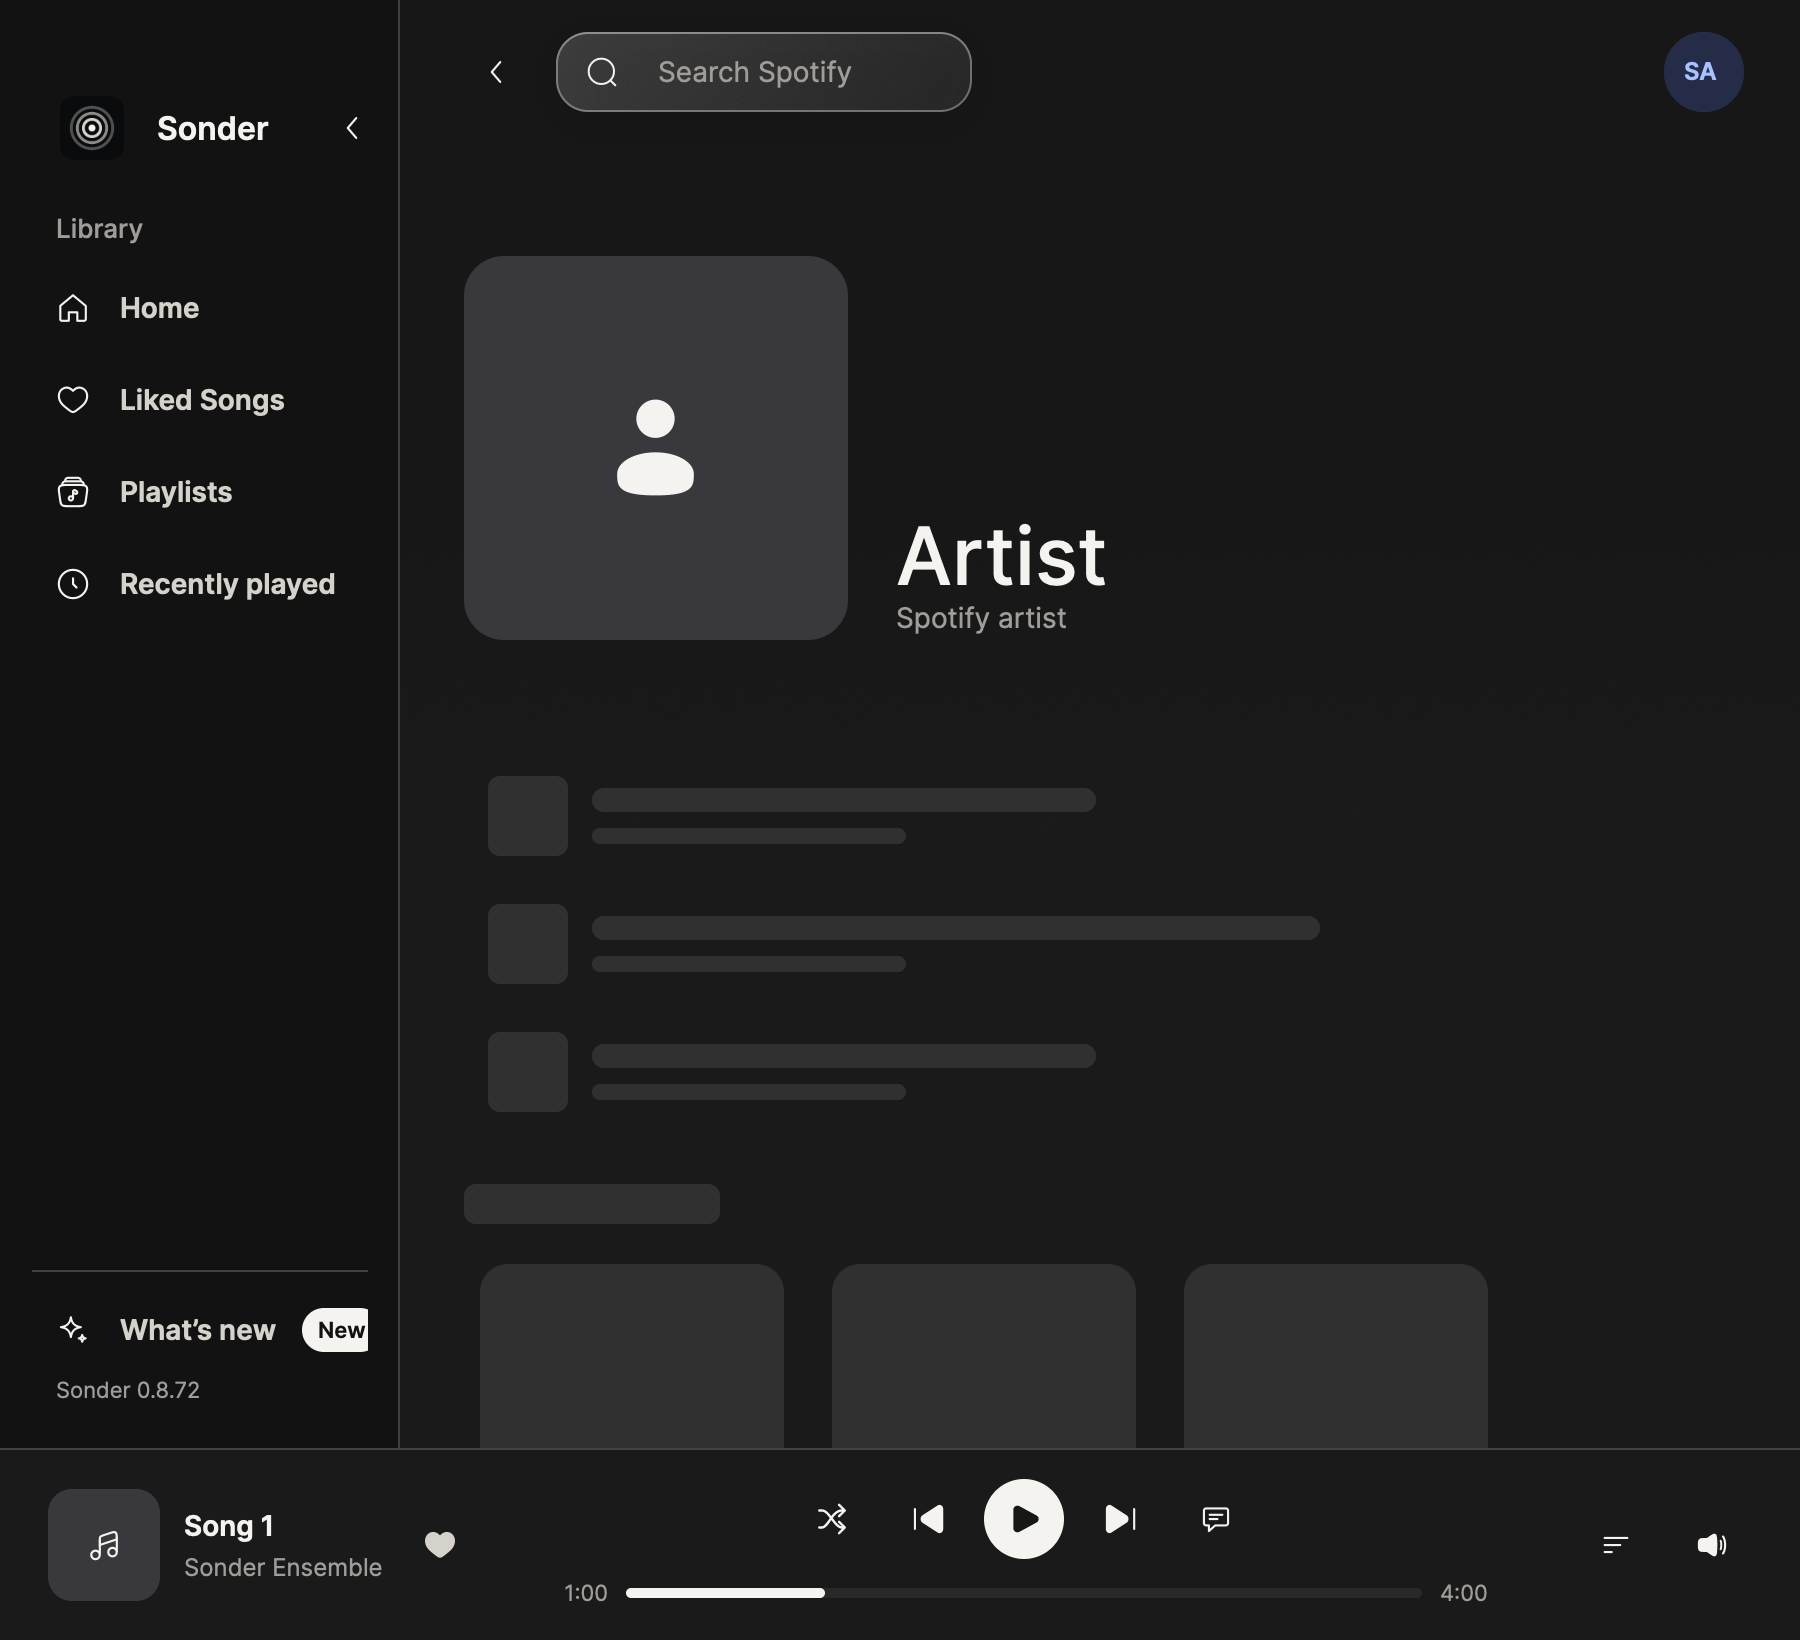 Search Spotify
SA
Sonder
Library
Home
Liked Songs
Playlists
Recently played
Artist
Spotify artist
What’s new
New
Sonder 0.8.72
Song 1
Sonder Ensemble
1:00
4:00